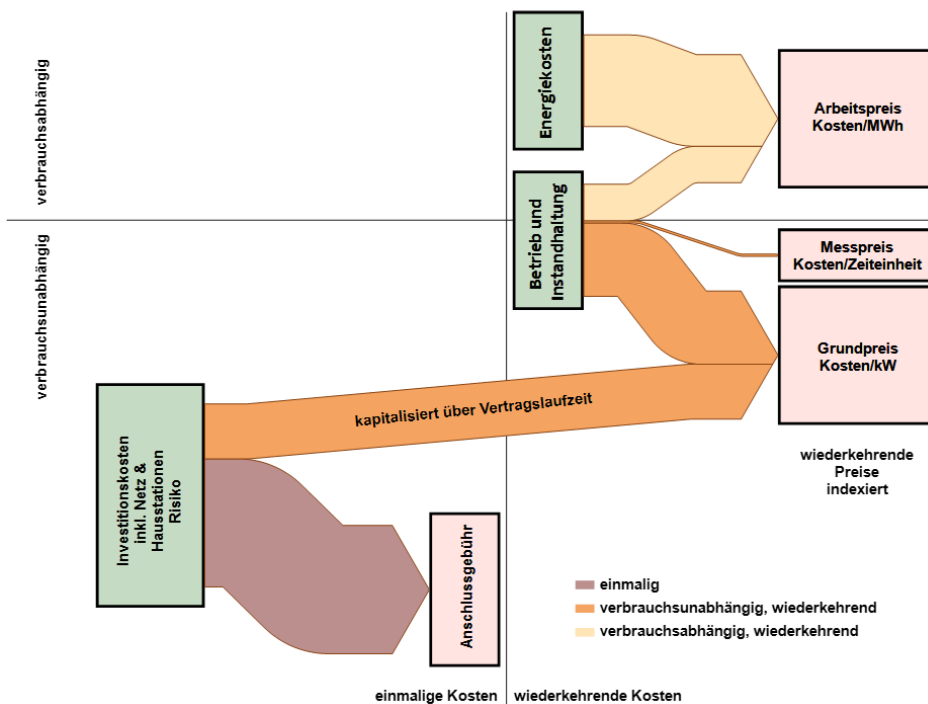 verbrauchsabhängig
Energiekosten
Arbeitspreis
Kosten/MWh
verbrauchsunabhängig
Betrieb und
Instandhaltung
Messpreis
Kosten/Zeiteinheit
Grundpreis
Kosten/kW
Investitionskosten
inkl. Netz &
Hausstationen
Risiko
kapitalisiert über Vertragslaufzeit
wiederkehrende
Preise
indexiert
Anschlussgebühr
einmalig
verbrauchsunabhängig, wiederkehrend
verbrauchsabhängig, wiederkehrend
einmalige Kosten
wiederkehrende Kosten